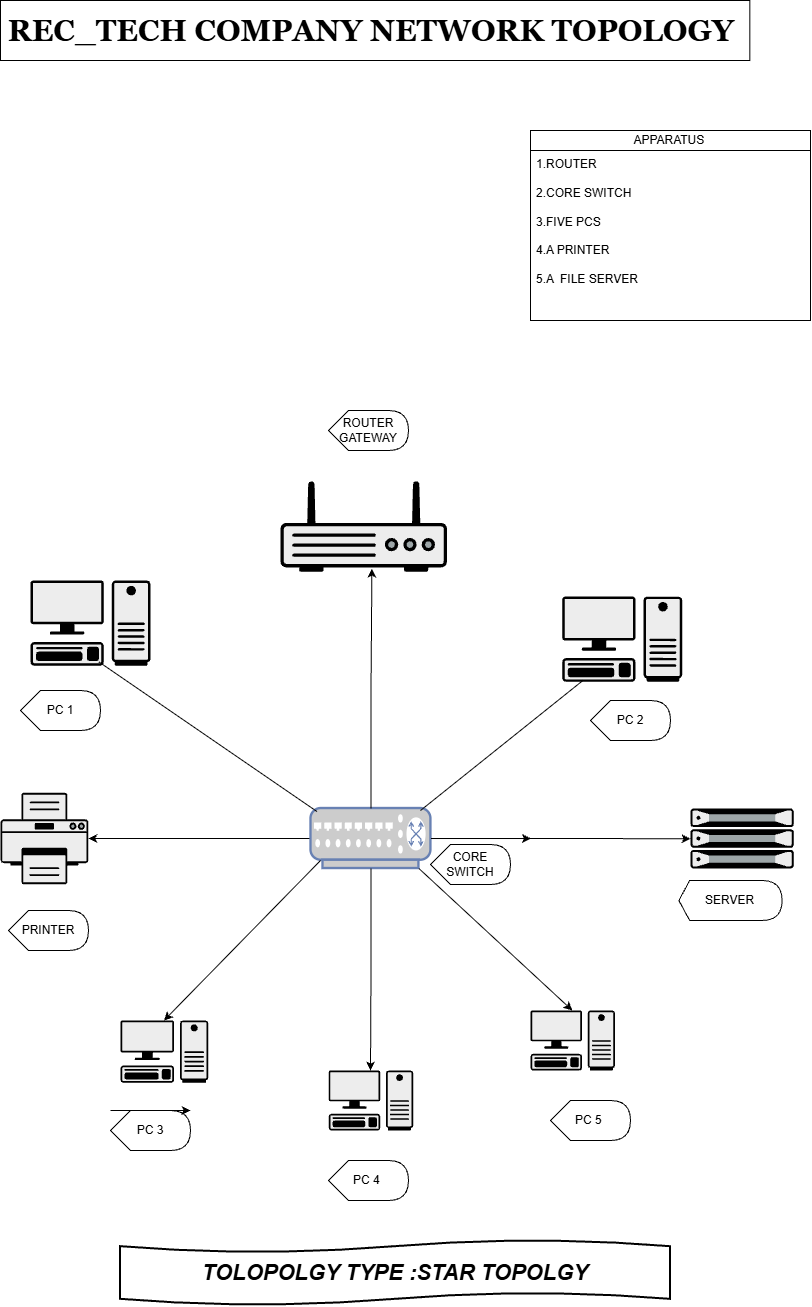 REC_TECH COMPANY NETWORK TOPOLOGY
APPARATUS
1.ROUTER
2.CORE SWITCH
3.FIVE PCS
4.A PRINTER
5.A  FILE SERVER
ROUTER
GATEWAY
PC 1
PC 2
CORE
SWITCH
SERVER
PRINTER
PC 3
PC 5
PC 4
TOLOPOLGY TYPE :STAR TOPOLGY